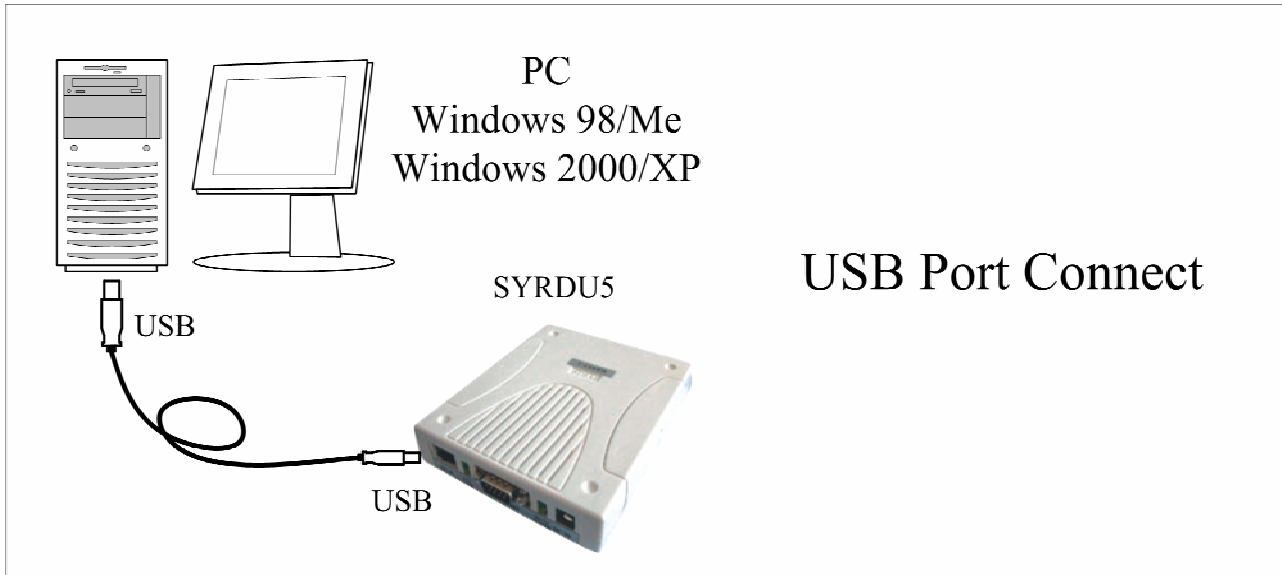 PC
Windows 98/Me
Windows 2000/XP
USB Port Connect
SYRDU5
USB
USB